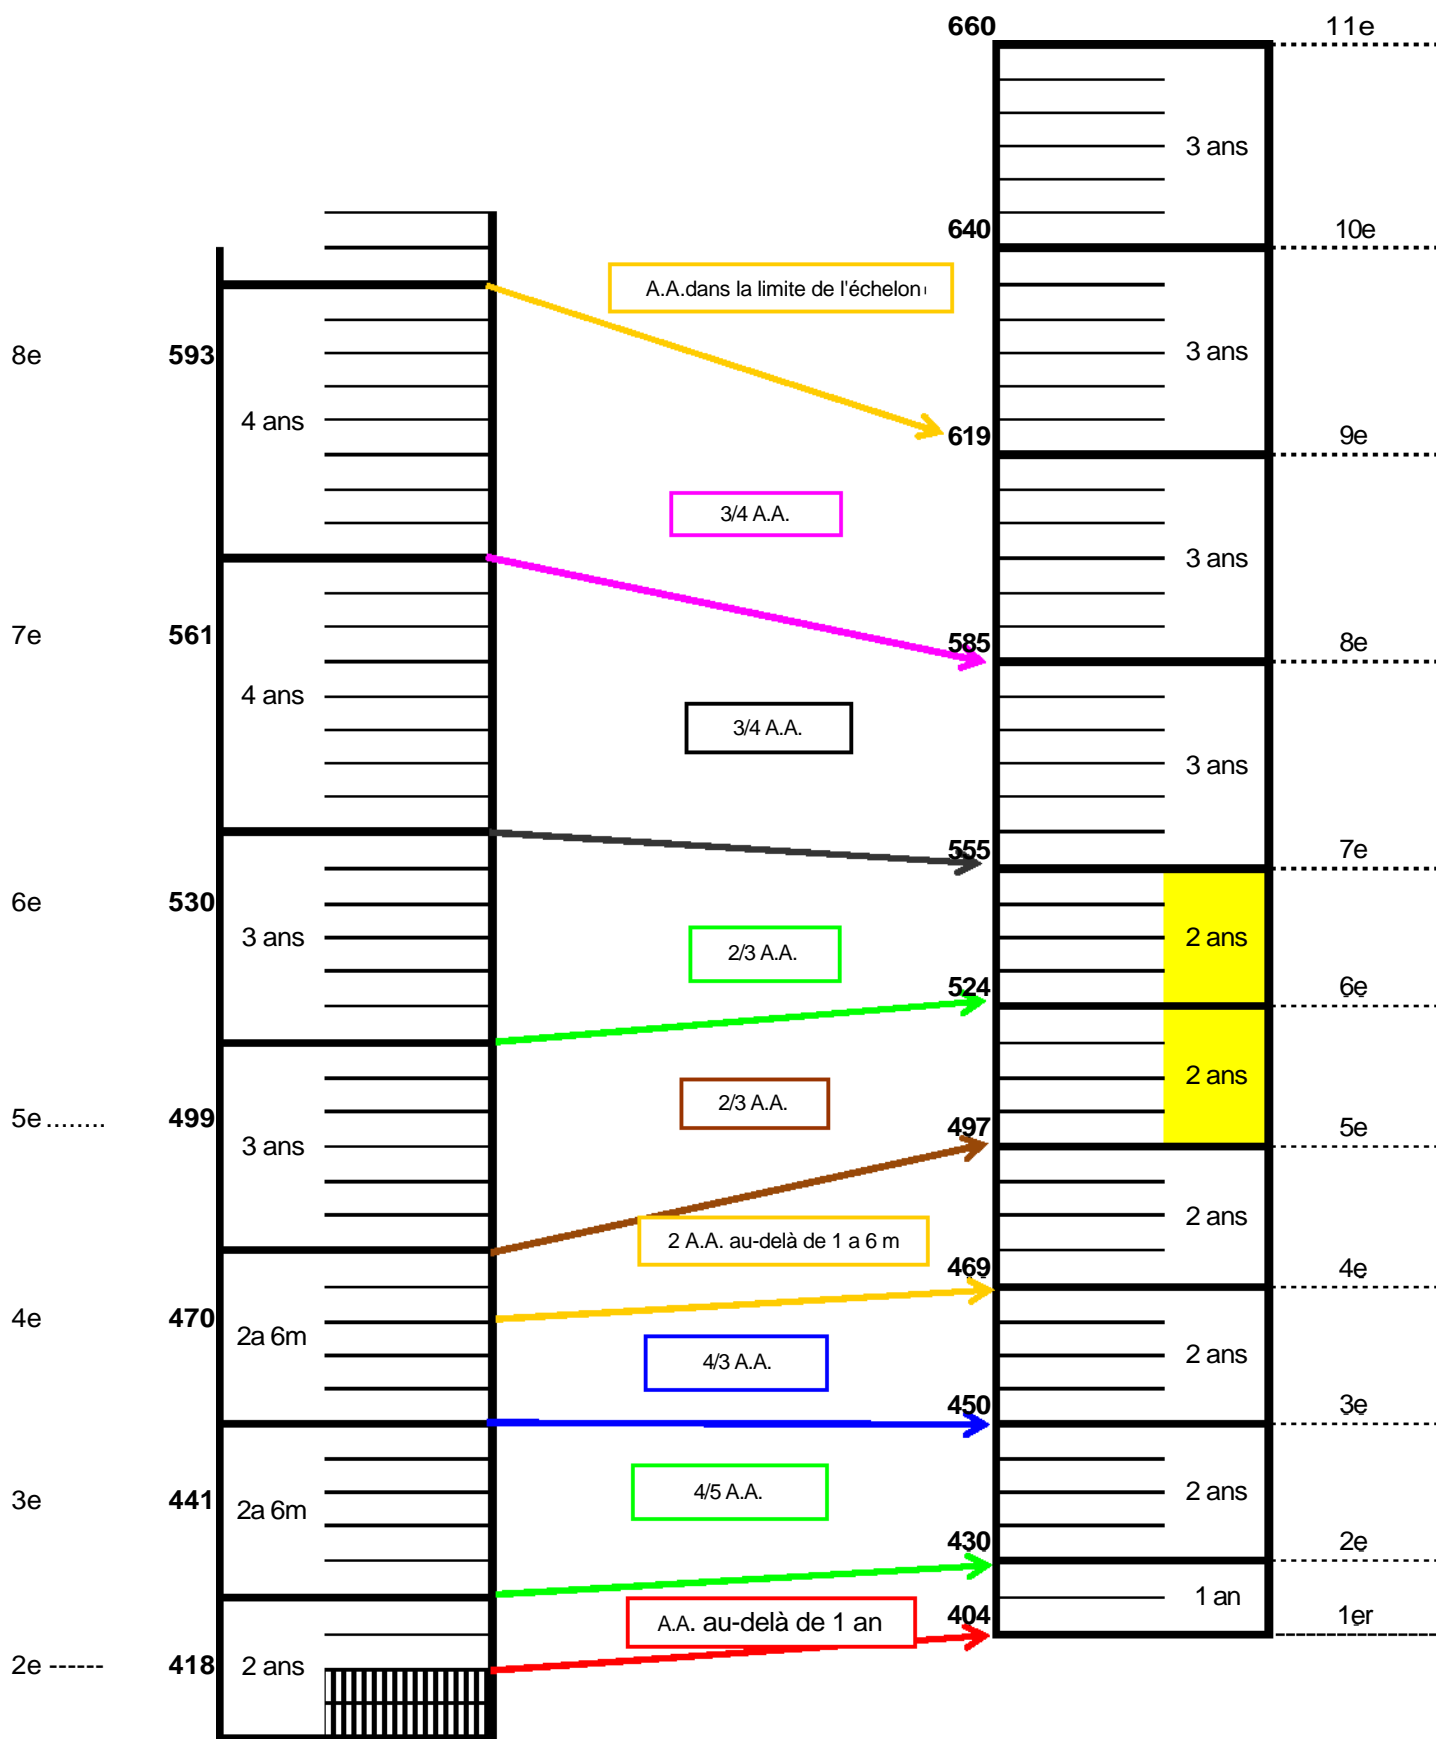 660 11e
3 ans
640 10e
A.A.dans la limite de l'échelon
8e 593 3 ans
4 ans
619 9e
3/4 A.A.
3 ans
7e 561
585 8e
4 ans
3/4 A.A.
3 ans
555 7e
6e 530
3 ans 2/3 A.A. 2 ans
524 6e
2 ans
2/3 A.A.
5e ........ 499
497 5e
3 ans
2 ans
2 A.A. au-delà de 1 a 6 m
469 4e
4e 470
2a 6m
4/3 A.A. 2 ans
450 3e
4/5 A.A. 2 ans
3e 441 2a 6m
430 2e
1 an
A.A. au-delà de 1 an 404 1er
2e ------ 418 2 ans